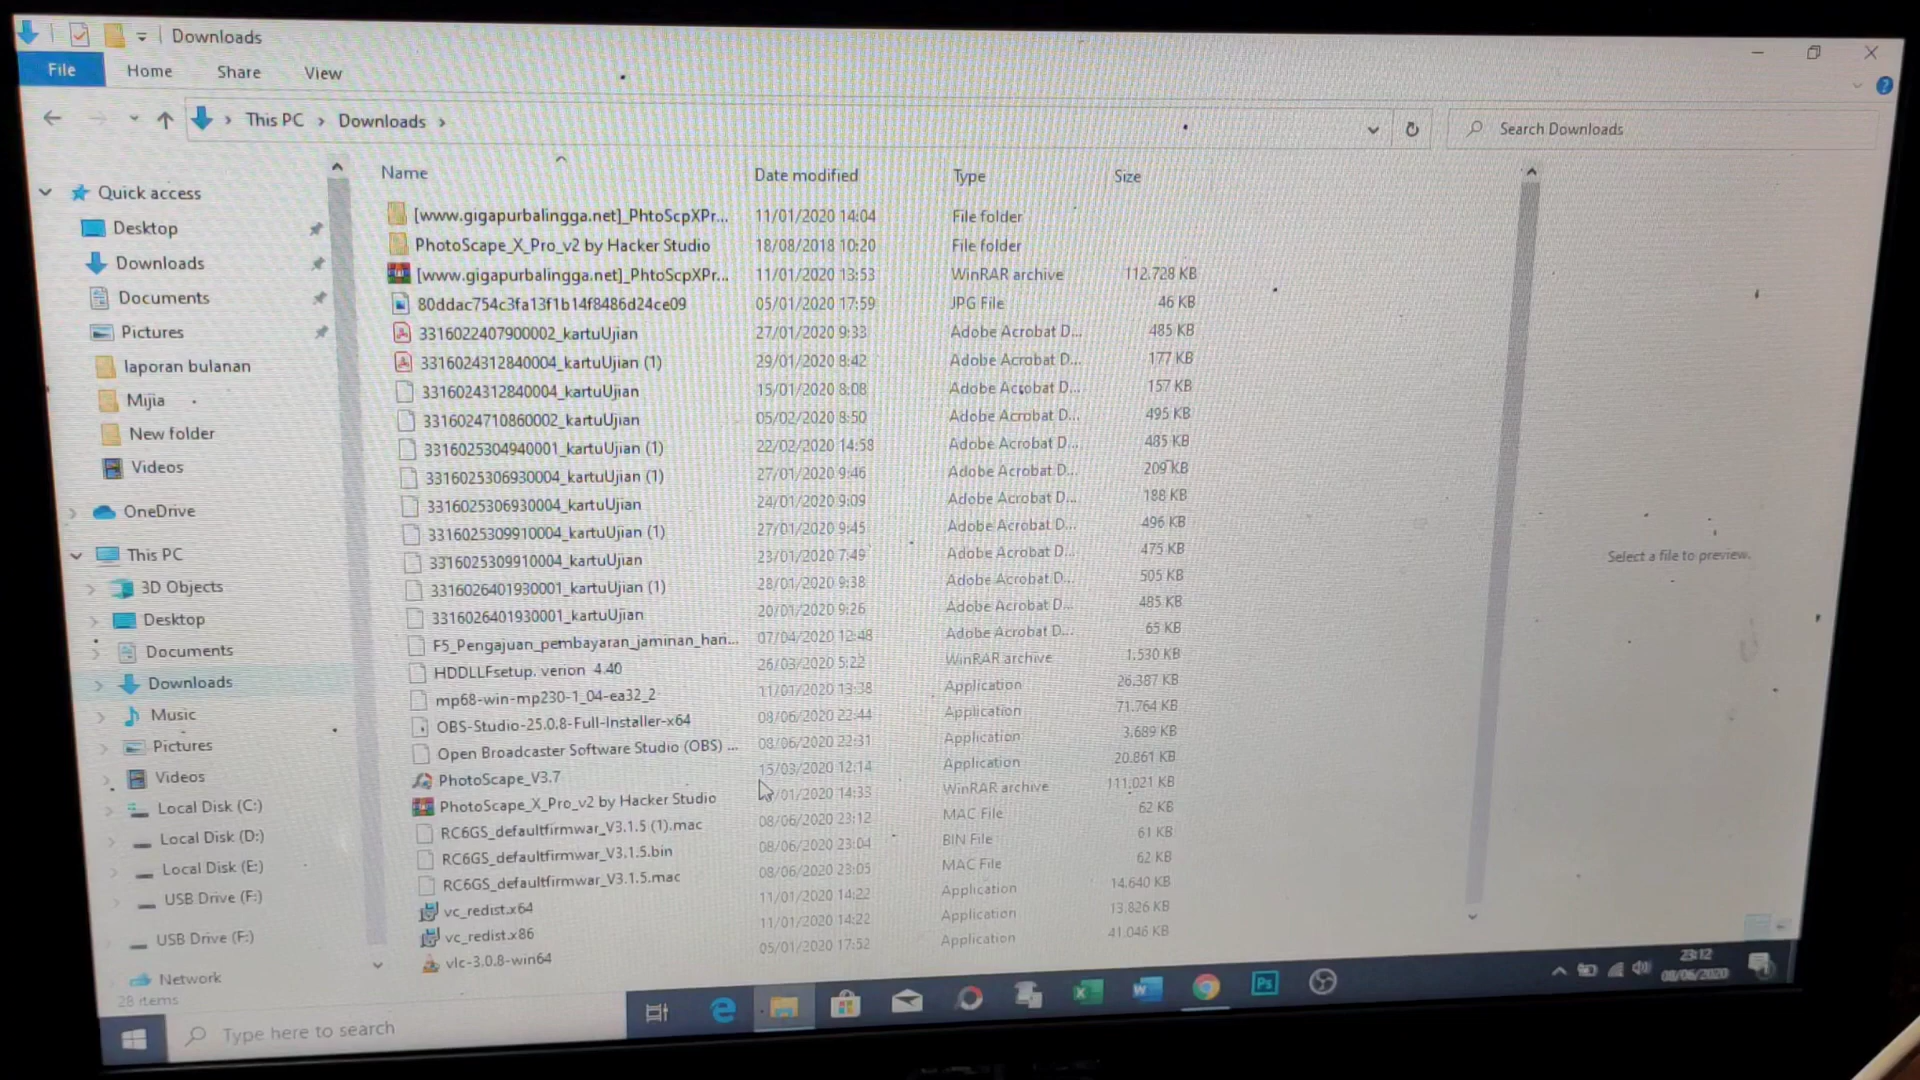 Downloads
File Home Share View
This PC > Downloads >
Search Downloads
Name Date modified Type Size
[www.gigapurbalingga.net]_PhtoScpXPr... 11/01/2020 14:04 File folder
PhotoScape_X_Pro_v2 by Hacker Studio 18/08/2018 10:20 File folder
[www.gigapurbalingga.net]_PhtoScpXPr... 11/01/2020 13:53 WinRAR archive 112.728 KB
80ddac754c3fa13f1b14f8486d24ce09 05/01/2020 17:59 JPG File 46 KB
3316022407900002_kartuUjian 27/01/2020 9:33 Adobe Acrobat D... 485 KB
3316024312840004_kartuUjian (1) 29/01/2020 8:42 Adobe Acrobat D... 177 KB
3316024312840004_kartuUjian 15/01/2020 8:08 Adobe Acrobat D... 157 KB
3316024710860002_kartuUjian 05/02/2020 8:50 Adobe Acrobat D... 495 KB
3316025304940001_kartuUjian (1) 22/02/2020 14:58 Adobe Acrobat D... 485 KB
3316025306930004_kartuUjian (1) 27/01/2020 9:46 Adobe Acrobat D... 209 KB
3316025306930004_kartuUjian 24/01/2020 9:09 Adobe Acrobat D... 188 KB
3316025309910004_kartuUjian (1) 27/01/2020 9:45 Adobe Acrobat D... 496 KB
3316025309910004_kartuUjian 23/01/2020 7:49 Adobe Acrobat D... 475 KB
3316026401930001_kartuUjian (1) 28/01/2020 9:38 Adobe Acrobat D... 505 KB
3316026401930001_kartuUjian 20/01/2020 9:26 Adobe Acrobat D... 485 KB
F5_Pengajuan_pembayaran_jaminan_hari... 07/04/2020 12:48 Adobe Acrobat D... 65 KB
HDDLLFsetup. verion 4.40 26/03/2020 5:22 WinRAR archive 1.530 KB
mp68-win-mp230-1_04-ea32_2 11/01/2020 13:38 Application 26.387 KB
OBS-Studio-25.0.8-Full-Installer-x64 08/06/2020 22:44 Application 71.764 KB
Open Broadcaster Software Studio (OBS) ... 08/06/2020 22:31 Application 3.689 KB
PhotoScape_V3.7 15/03/2020 12:14 Application 20.861 KB
PhotoScape_X_Pro_v2 by Hacker Studio /01/2020 14:33 WinRAR archive 111.021 KB
RC6GS_defaultfirmwar_V3.1.5 (1).mac 08/06/2020 23:12 MAC File 62 KB
RC6GS_defaultfirmwar_V3.1.5.bin 08/06/2020 23:04 BIN File 61 KB
RC6GS_defaultfirmwar_V3.1.5.mac 08/06/2020 23:05 MAC File 62 KB
vc_redist.x64 11/01/2020 14:22 Application 14.640 KB
vc_redist.x86 11/01/2020 14:22 Application 13.826 KB
vlc-3.0.8-win64 05/01/2020 17:52 Application 41.046 KB
Quick access
Desktop
Downloads
Documents
Pictures
laporan bulanan
Mijia
New folder
Videos
OneDrive
This PC
3D Objects
Desktop
Documents
Downloads
Music
Pictures
Videos
Local Disk (C:)
Local Disk (D:)
Local Disk (E:)
USB Drive (F:)
USB Drive (F:)
Network
28 items
Select a file to preview.
Type here to search
Ps
23:12
08/06/2020